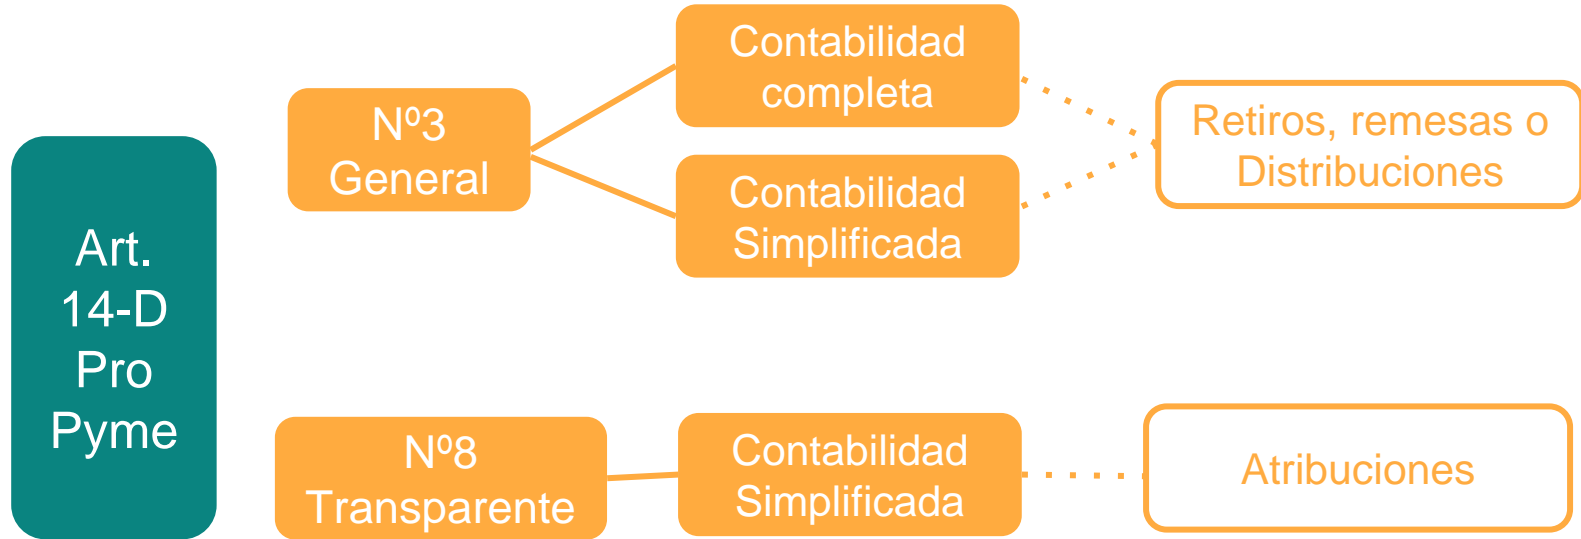 Art.
14-D
Pro
Pyme
Nº3
General
Contabilidad
completa
Contabilidad
Simplificada
Retiros, remesas o
Distribuciones
Nº8
Transparente
Contabilidad
Simplificada
Atribuciones